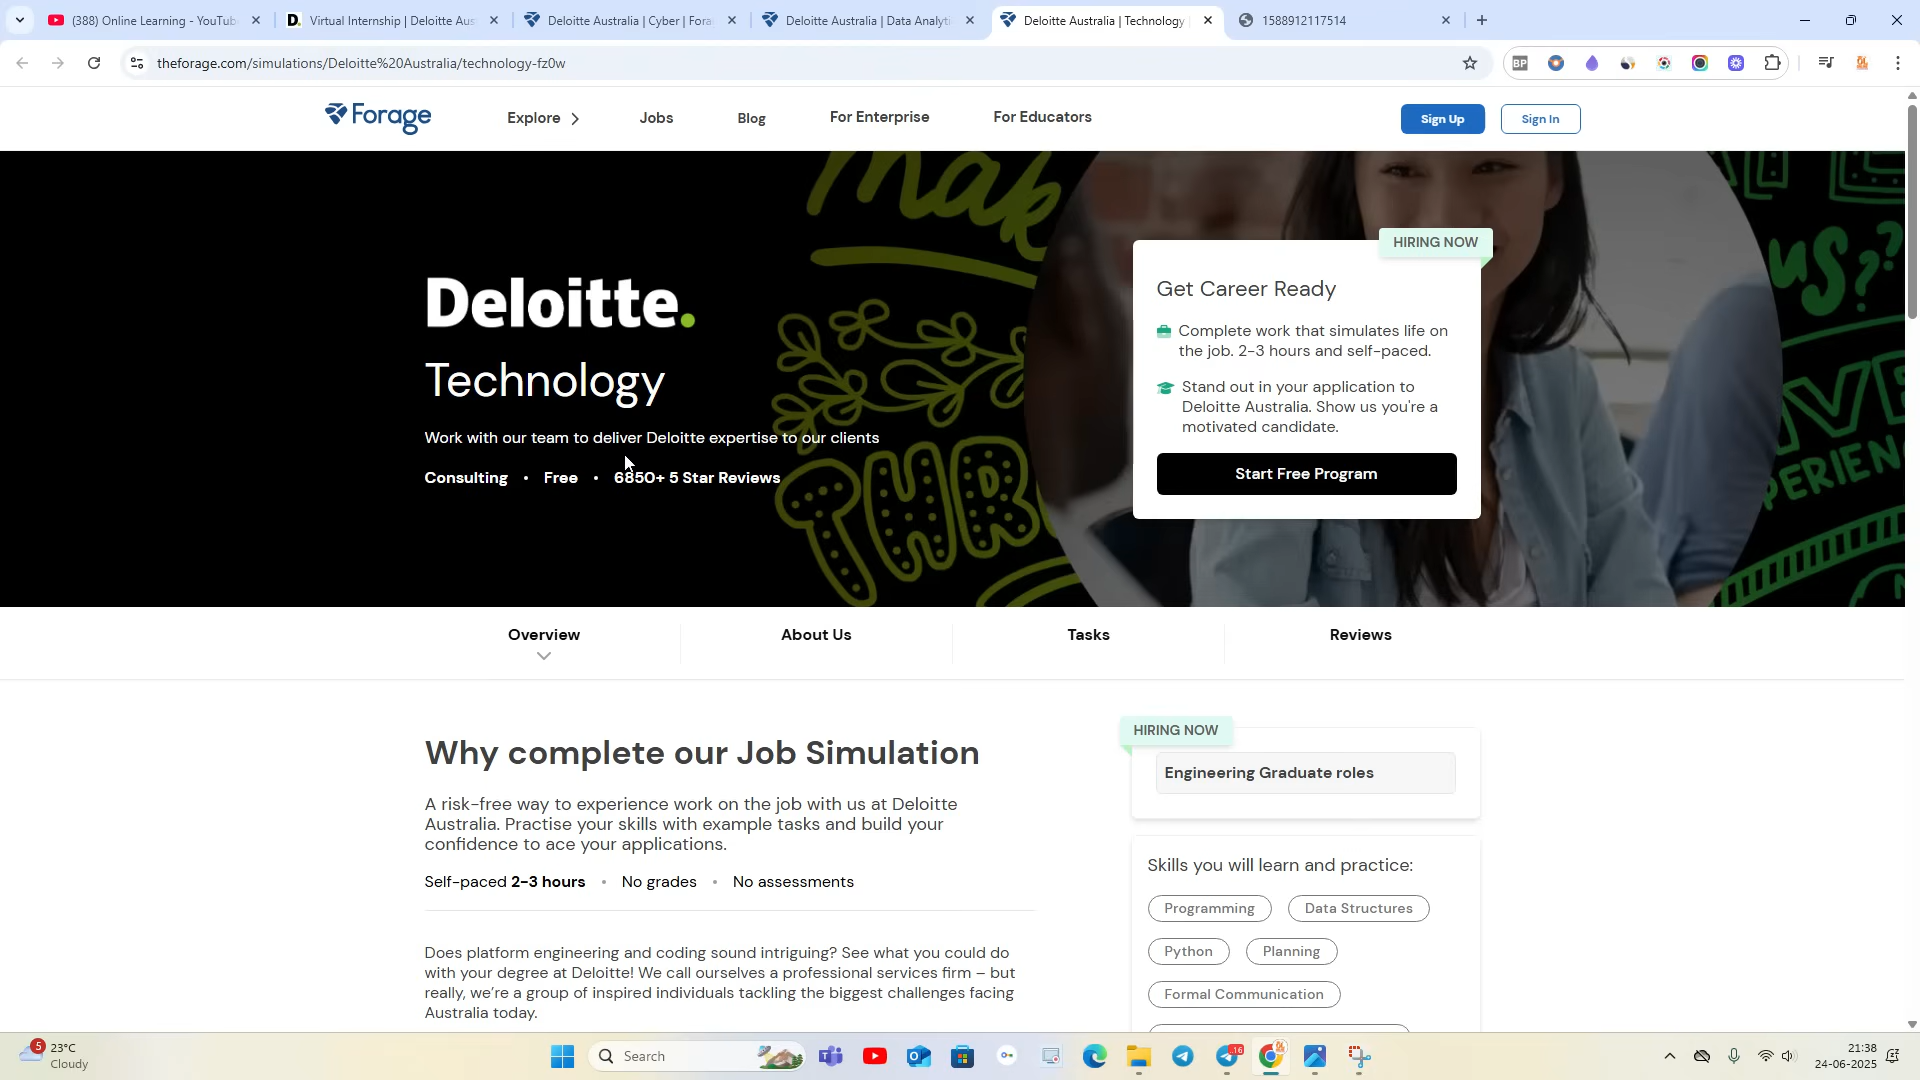 (388) Online Learning - YouTub
Virtual Internship | Deloitte Aus
Deloitte Australia | Cyber | Fora
Deloitte Australia | Data Analyti
Deloitte Australia | Technology
1588912117514
theforage.com/simulations/Deloitte%20Australia/technology-fz0w
BP
Forage
Explore
Jobs
Blog
For Enterprise
For Educators
Sign Up
Sign In
Make
US??
THR
Deloitte.
Technology
Work with our team to deliver Deloitte expertise to our clients
Consulting • Free • 6850+ 5 Star Reviews
HIRING NOW
Get Career Ready
Complete work that simulates life on
the job. 2-3 hours and self-paced.
Stand out in your application to
Deloitte Australia. Show us you're a
motivated candidate.
Start Free Program
Overview
About Us
Tasks
Reviews
Why complete our Job Simulation
A risk-free way to experience work on the job with us at Deloitte
Australia. Practise your skills with example tasks and build your
confidence to ace your applications.
Self-paced 2-3 hours • No grades • No assessments
Does platform engineering and coding sound intriguing? See what you could do
with your degree at Deloitte! We call ourselves a professional services firm – but
really, we're a group of inspired individuals tackling the biggest challenges facing
Australia today.
HIRING NOW
Engineering Graduate roles
Skills you will learn and practice:
Programming
Data Structures
Python
Planning
Formal Communication
5
23°C
Cloudy
Search
16
21:38
24-06-2025